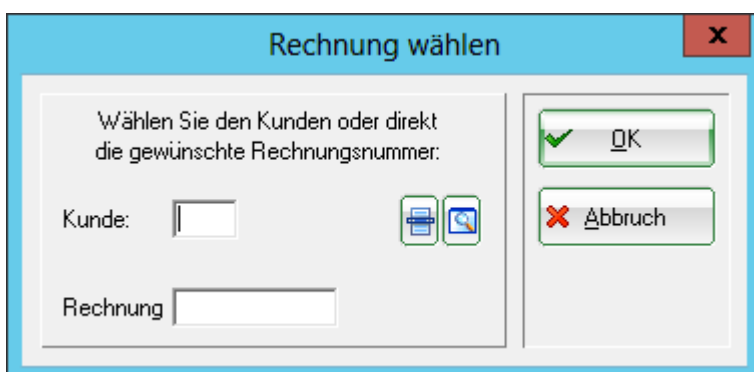 Rechnung wählen
x
Wählen Sie den Kunden oder direkt
die gewünschte Rechnungsnummer:
Kunde:
Rechnung
OK
Abbruch